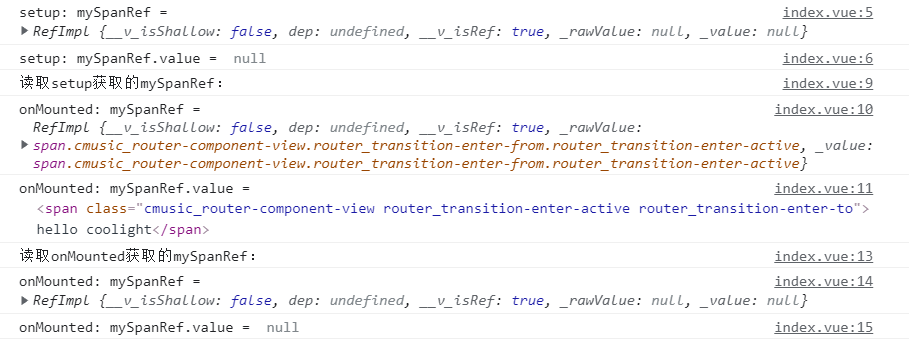 setup: mySpanRef = index.vue:5
RefImpl {__v_isShallow: false, dep: undefined, __v_isRef: true, _rawValue: null, _value: null}
setup: mySpanRef.value = null index.vue:6
读取setup获取的mySpanRef: index.vue:9
onMounted: mySpanRef = index.vue:10
RefImpl {__v_isShallow: false, dep: undefined, __v_isRef: true, _rawValue:
span.cmusic_router-component-view.router_transition-enter-from.router_transition-enter-active, _value:
span.cmusic_router-component-view.router_transition-enter-from.router_transition-enter-active}
onMounted: mySpanRef.value = index.vue:11
<span class="cmusic_router-component-view router_transition-enter-active router_transition-enter-to">
hello coolight</span>
读取onMounted获取的mySpanRef: index.vue:13
onMounted: mySpanRef = index.vue:14
RefImpl {__v_isShallow: false, dep: undefined, __v_isRef: true, _rawValue: null, _value: null}
onMounted: mySpanRef.value = null index.vue:15